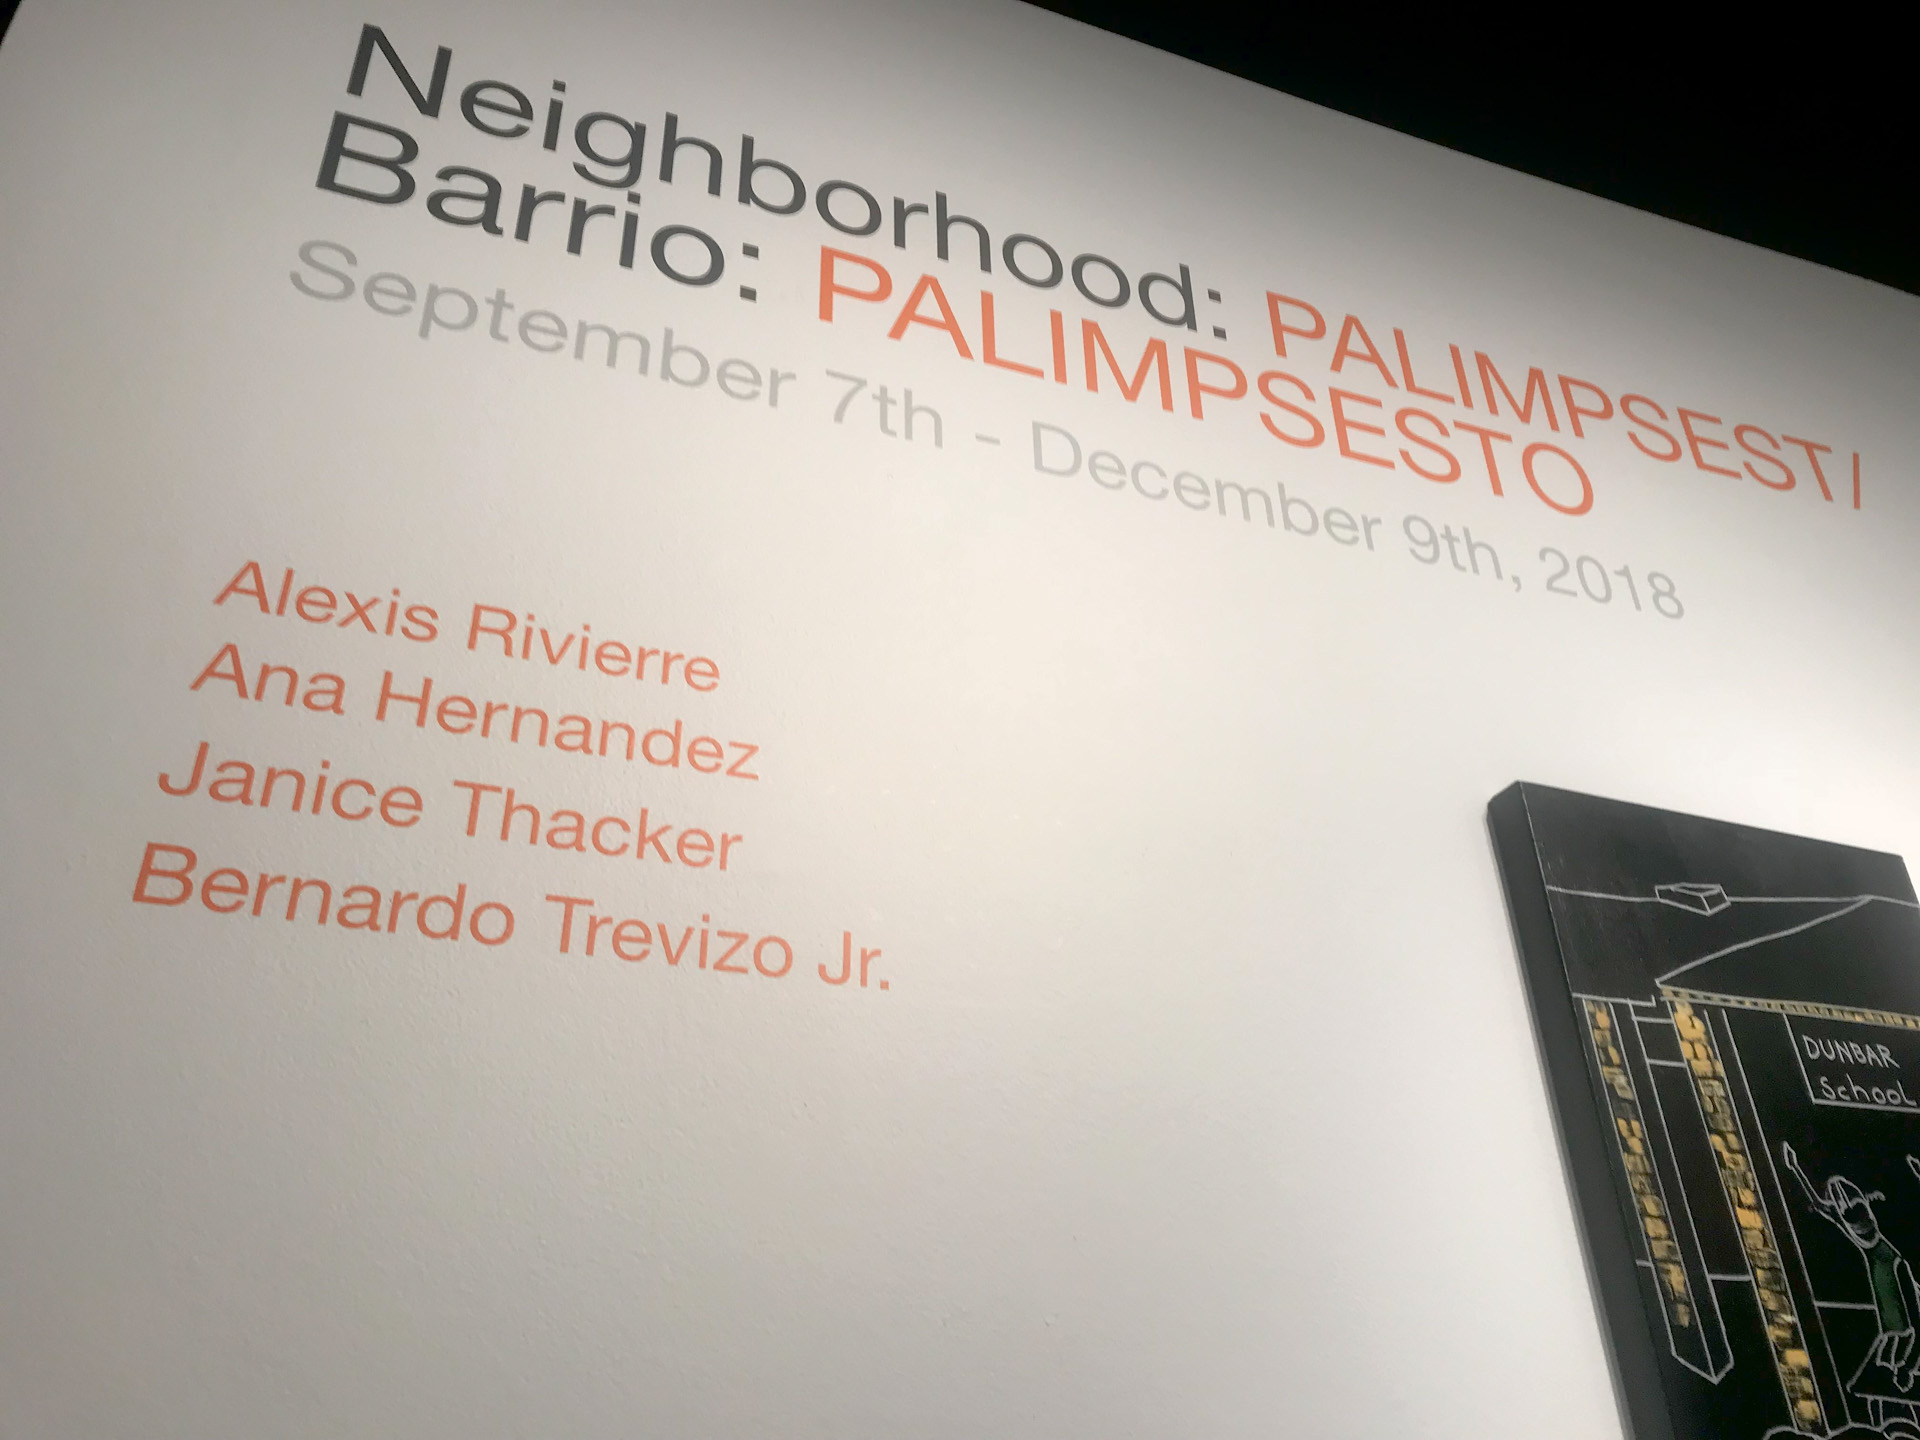 Neighborhood: PALIMPSEST/
Barrio: PALIMPSESTO
September 7th - December 9th, 2018
Alexis Rivierre
Ana Hernandez
Janice Thacker
Bernardo Trevizo Jr.
DUNBAR
School